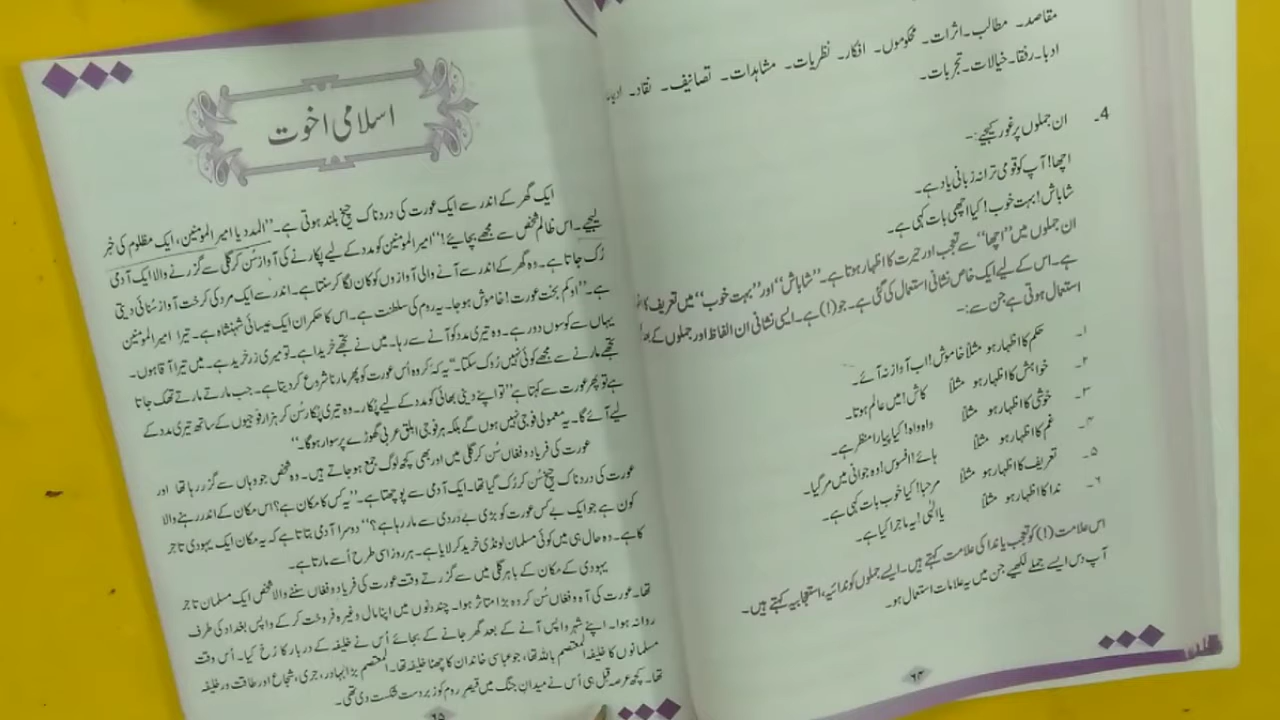 مقاصد۔ مطالب۔ اثرات۔ محکوموں۔ افکار۔ نظریات۔ مشاہدات۔ تصانیف۔ نقاد۔
ادبا۔ رفقا۔ خیالات۔ تجربات۔
4۔ ان جملوں پر غور کیجیے:۔
اچھا! آپ کو قومی ترانہ زبانی یاد ہے۔
شاباش! بہت خوب! کیا اچھی بات کہی ہے۔
ان جملوں میں ”اچھا“ سے تعجب اور حیرت کا اظہار ہوتا ہے۔ ”شاباش“ اور ”بہت خوب“ میں تعریف کا
ہے۔ اس کے لیے ایک خاص نشانی استعمال کی گئی ہے۔ جو (!) ہے۔ ایسی نشانی ان الفاظ اور جملوں کے
استعمال ہوتی ہے جن سے:۔
۱۔ حکم کا اظہار ہو مثلاً خاموش! اب آواز نہ آئے۔
۲۔ خواہش کا اظہار ہو مثلاً کاش! میں عالم ہوتا۔
۳۔ خوشی کا اظہار ہو مثلاً واہ واہ! کیا پیارا منظر ہے۔
۴۔ غم کا اظہار ہو مثلاً ہائے! افسوس! وہ جوانی میں مر گیا۔
۵۔ تعریف کا اظہار ہو مثلاً مرحبا! کیا خوب بات کہی ہے۔
۶۔ ندا کا اظہار ہو مثلاً یا الٰہی! یہ ماجرا کیا ہے۔
اس علامت (!) کو تعجب یا ندا کی علامت کہتے ہیں۔ ایسے جملوں کو ندائیہ، استعجابیہ کہتے ہیں۔
آپ دس ایسے جملے لکھیے جن میں یہ علامات استعمال ہو۔
۶۴
اسلامی اخوت
ایک گھر کے اندر سے ایک عورت کی دردناک چیخ بلند ہوتی ہے۔ ”المدد یا امیر المومنین، ایک مظلوم کی خبر
لیجیے۔ اس ظالم شخص سے مجھے بچائیے!“ امیر المومنین کو مدد کے لیے پکارنے کی آواز سُن کر گلی سے گزرنے والا ایک آدمی
رُک جاتا ہے۔ وہ گھر کے اندر سے آنے والی آوازوں کو کان لگا کر سنتا ہے۔ اندر سے ایک مرد کی کرخت آواز سُنائی دیتی
ہے۔ ”او کم بخت عورت! خاموش ہو جا۔ یہ روم کی سلطنت ہے۔ اس کا حکمران ایک عیسائی شہنشاہ ہے۔ تیرا امیر المومنین
یہاں سے کوسوں دور ہے۔ وہ تیری مدد کو آنے سے رہا۔ میں نے تجھے خریدا ہے۔ تو میری زر خرید ہے۔ میں تیرا آقا ہوں۔
تجھے مارنے سے مجھے کوئی نہیں رُوک سکتا۔“ یہ کہہ کر وہ اُس عورت کو پھر مارنا شروع کر دیتا ہے۔ جب مارتے مارتے تھک جاتا
ہے تو پھر عورت سے کہتا ہے ”تو اپنے دینی بھائی کو مدد کے لیے پُکار۔ وہ تیری پُکار سُن کر ہزار فوجیوں کے ساتھ تیری مدد کے
لیے آئے گا۔ یہ معمولی فوجی نہیں ہوں گے بلکہ ہر فوجی ابلق عربی گھوڑے پر سوار ہو گا۔“
عورت کی فریاد و فغاں سُن کر گلی میں اور بھی کچھ لوگ جمع ہو جاتے ہیں۔ وہ شخص جو وہاں سے گزر رہا تھا اور
عورت کی دردناک چیخ سُن کر رُک گیا تھا۔ ایک آدمی سے پوچھتا ہے۔ ”یہ کس کا مکان ہے؟ اس مکان کے اندر رہنے والا
کون ہے جو ایک بے کس عورت کو بڑی بے دردی سے مار رہا ہے؟“ دوسرا آدمی بتاتا ہے کہ یہ مکان ایک یہودی تاجر
کا ہے۔ وہ حال ہی میں کوئی مسلمان لونڈی خرید کر لایا ہے۔ ہر روز اسی طرح اُسے مارتا ہے۔
یہودی کے مکان کے باہر گلی میں سے گزرتے وقت عورت کی فریاد و فغاں سننے والا شخص ایک مسلمان تاجر
تھا۔ عورت کی آہ و فغاں سُن کر وہ بڑا متاثر ہوا۔ چند دنوں میں اپنا مال وغیرہ فروخت کر کے واپس بغداد کی طرف
روانہ ہوا۔ اپنے شہر واپس آنے کے بعد گھر جانے کے بجائے اُس نے خلیفہ کے دربار کا رُخ کیا۔ اُس وقت
مسلمانوں کا خلیفہ المعتصم باللہ تھا، جو عباسی خاندان کا چھٹا خلیفہ تھا۔ المعتصم بڑا بہادر، جری، شجاع اور طاقت ور خلیفہ
تھا۔ کچھ عرصہ قبل ہی اُس نے میدانِ جنگ میں قیصرِ روم کو زبردست شکست دی تھی۔
۶۵